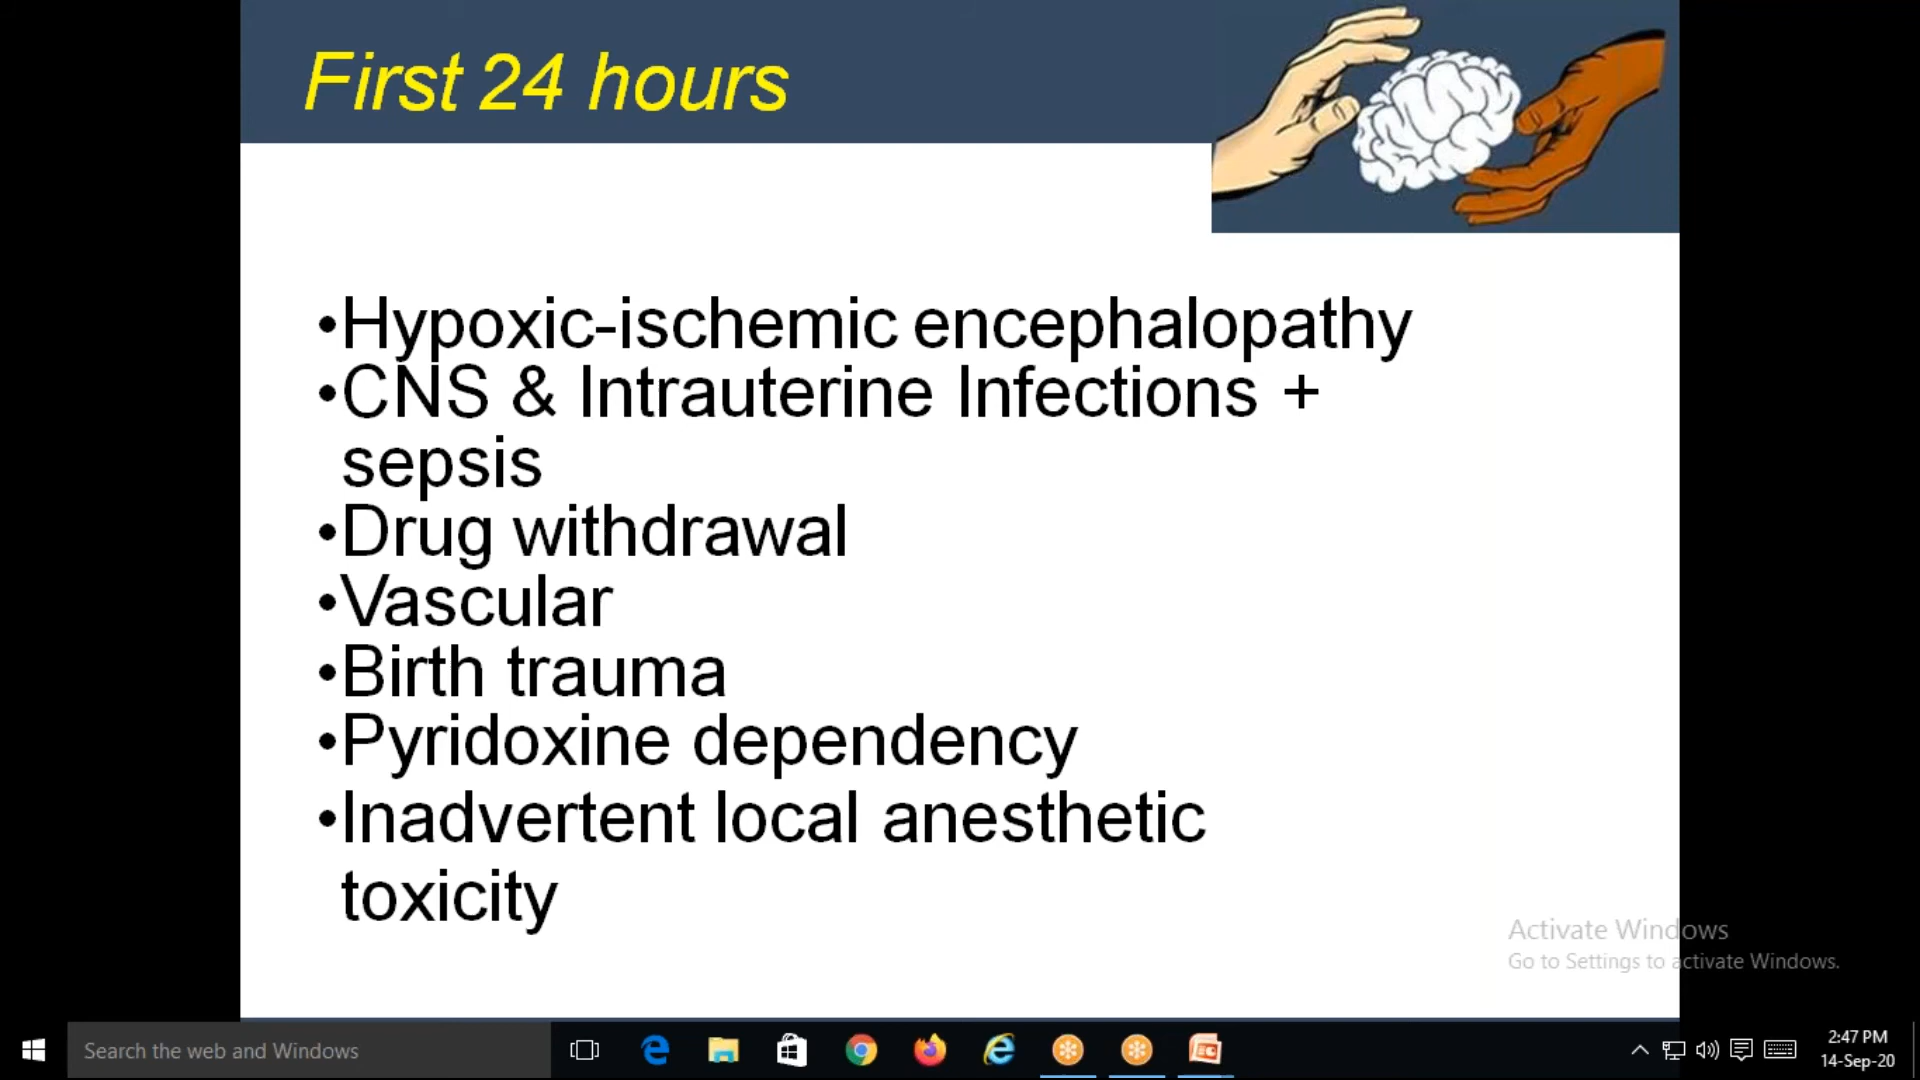 First 24 hours
•Hypoxic-ischemic encephalopathy
•CNS & Intrauterine Infections +
sepsis
•Drug withdrawal
•Vascular
•Birth trauma
•Pyridoxine dependency
•Inadvertent local anesthetic
toxicity
Activate Windows
Go to Settings to activate Windows.
Search the web and Windows
2:47 PM
14-Sep-20